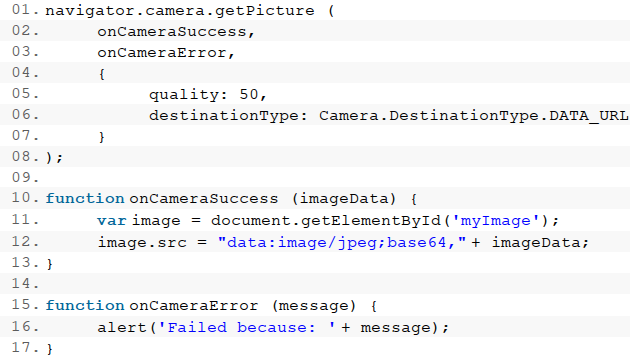 01. navigator.camera.getPicture (
02.     onCameraSuccess,
03.     onCameraError,
04.     {
05.         quality: 50,
06.         destinationType: Camera.DestinationType.DATA_URL
07.     }
08. );
09.
10. function onCameraSuccess (imageData) {
11.     var image = document.getElementById('myImage');
12.     image.src = "data:image/jpeg;base64,"+ imageData;
13. }
14.
15. function onCameraError (message) {
16.     alert('Failed because: '+ message);
17. }